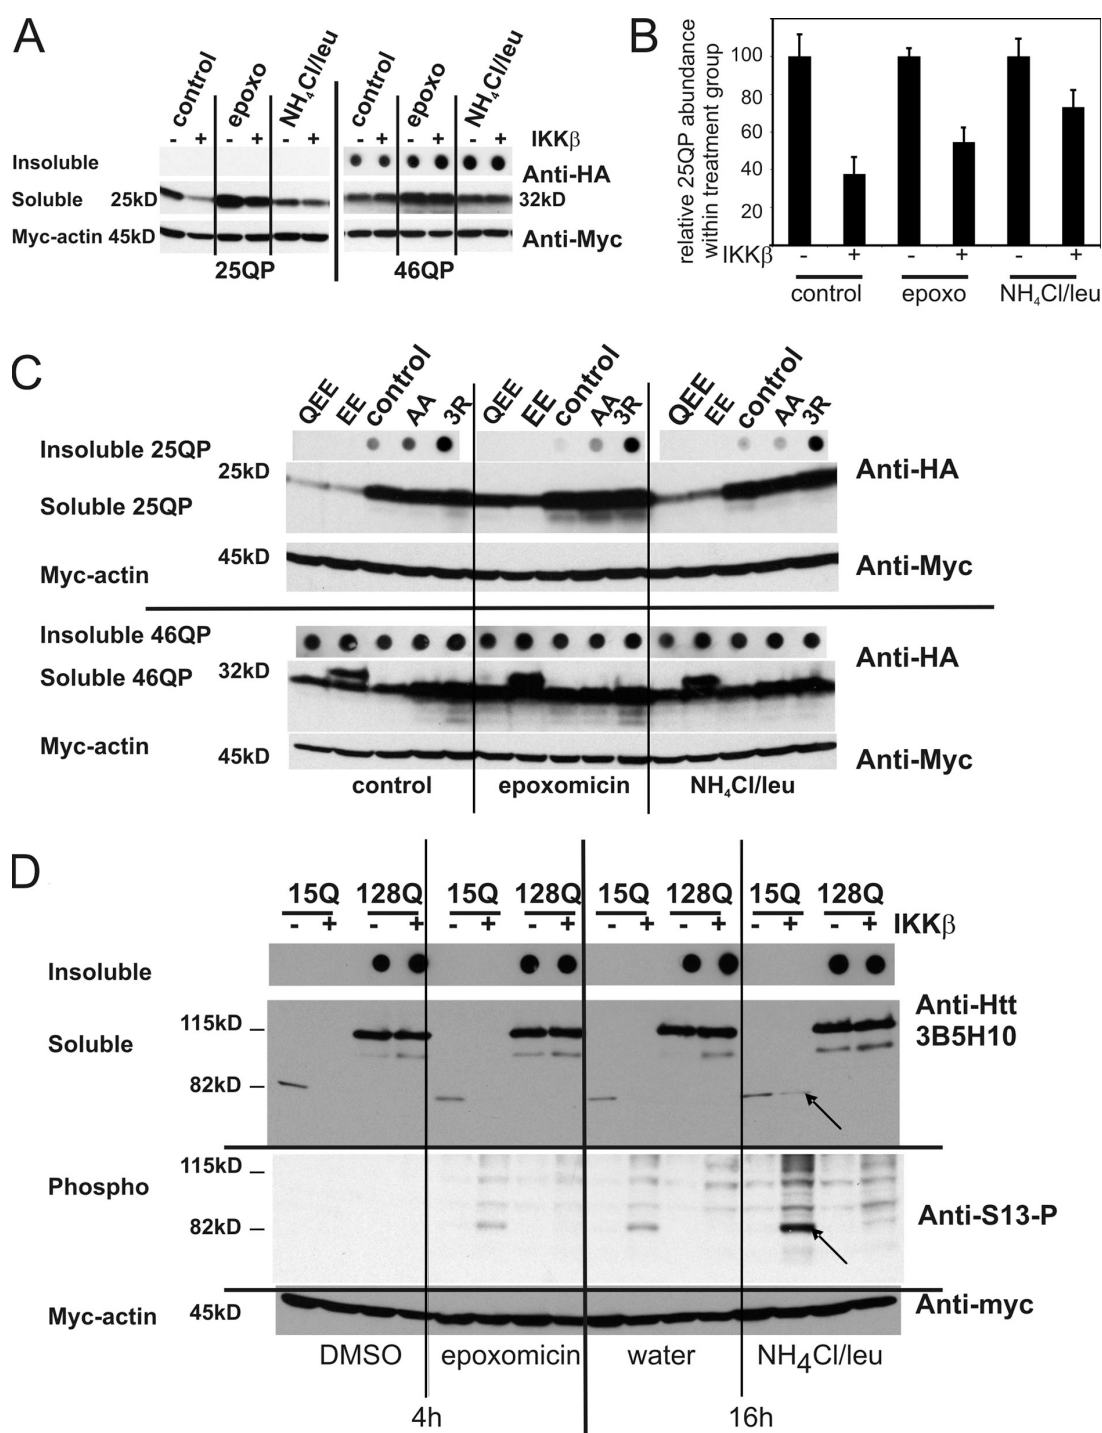 A
control epoxo NH4Cl/leu control epoxo NH4Cl/leu
- + - + - + - + - + - + IKKβ
Insoluble
Anti-HA
Soluble 25kD 32kD
Myc-actin 45kD Anti-Myc
25QP 46QP
B
relative 25QP abundance
within treatment group
100
80
60
40
20
IKKβ - + - + - +
control epoxo NH4Cl/leu
C
QEE EE control AA 3R QEE EE control AA 3R QEE EE control AA 3R
Insoluble 25QP
25kD Anti-HA
Soluble 25QP
45kD
Myc-actin Anti-Myc
Insoluble 46QP
Anti-HA
Soluble 46QP 32kD
Myc-actin
45kD Anti-Myc
control epoxomicin NH4Cl/leu
D
15Q 128Q 15Q 128Q 15Q 128Q 15Q 128Q
- + - + - + - + - + - + - + - + IKKβ
Insoluble
Anti-Htt
115kD
3B5H10
Soluble
82kD
115kD
Phospho
Anti-S13-P
82kD
Myc-actin 45kD Anti-myc
DMSO epoxomicin water NH4Cl/leu
4h 16h